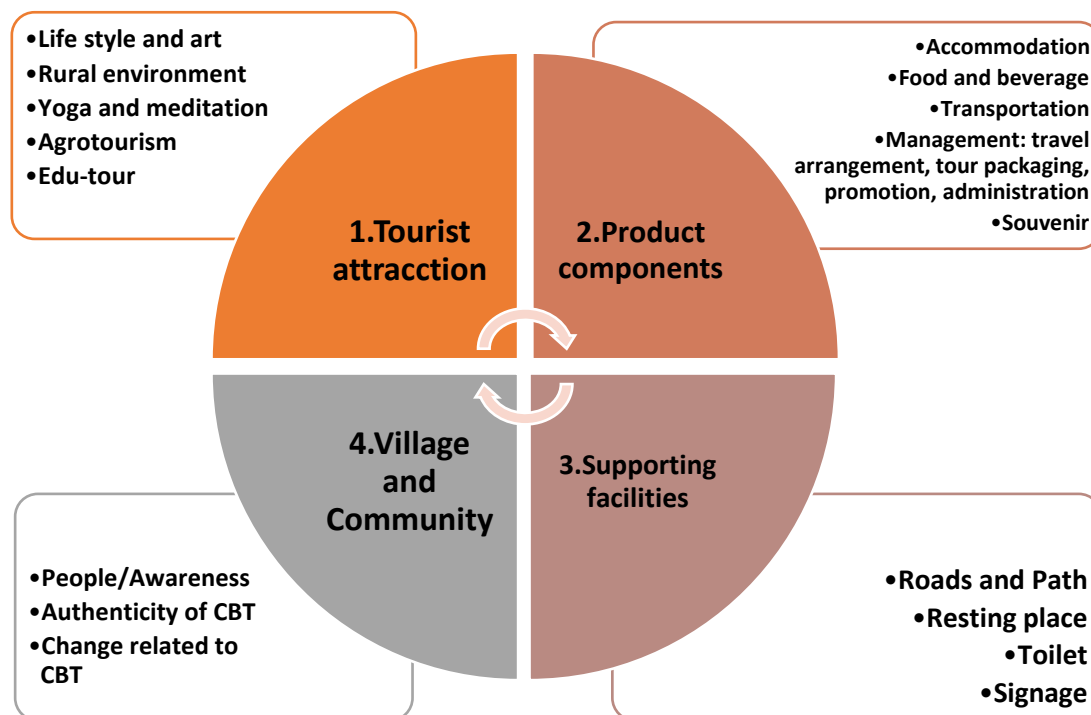 •Life style and art
•Rural environment
•Yoga and meditation
•Agrotourism
•Edu-tour
•Accommodation
•Food and beverage
•Transportation
•Management: travel
arrangement, tour packaging,
promotion, administration
•Souvenir
1.Tourist
attracction
2.Product
components
4.Village
and
Community
3.Supporting
facilities
•People/Awareness
•Authenticity of CBT
•Change related to
CBT
•Roads and Path
•Resting place
•Toilet
•Signage